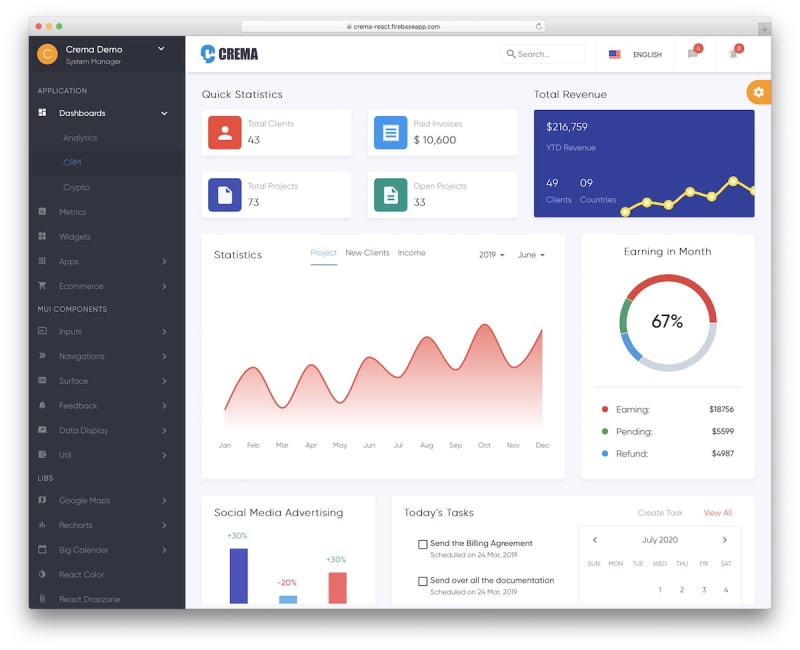 crema-react.firebaseapp.com
C
Crema Demo
System Manager
CREMA
Search...
ENGLISH
4
8
APPLICATION
Dashboards
Analytics
CRM
Crypto
Metrics
Widgets
Apps
Ecommerce
MUI COMPONENTS
Inputs
Navigations
Surface
Feedback
Data Display
Util
LIBS
Google Maps
Recharts
Big Calender
React Color
React Dropzone
Quick Statistics
Total Clients
43
Paid Invoices
$ 10,600
Total Projects
73
Open Projects
33
Total Revenue
$216,759
YTD Revenue
49 09
Clients Countries
Statistics
Project New Clients Income
2019 June
Jan Feb Mar Apr May Jun Jul Aug Sep Oct Nov Dec
Earning in Month
67%
Earning: $18756
Pending: $5599
Refund: $4987
Social Media Advertising
+30%
-20%
+30%
Today's Tasks
Create Task View All
Send the Billing Agreement
Scheduled on 24 Mar, 2019
Send over all the documentation
Scheduled on 24 Mar, 2019
July 2020
SUN MON TUE WED THU FRI SAT
1 2 3 4